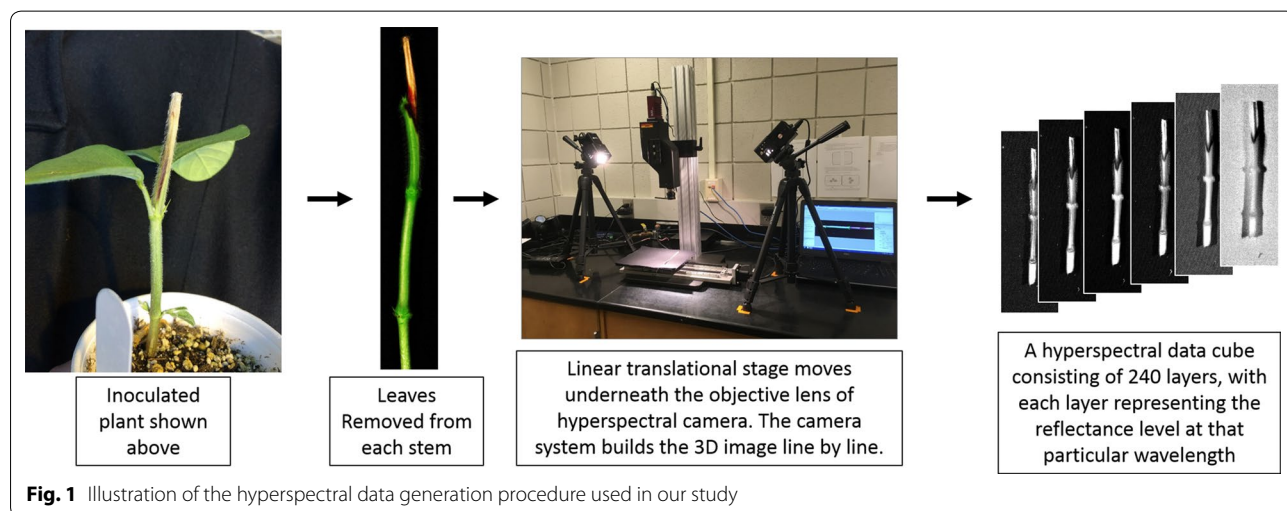 Inoculated
plant shown
above
Leaves
Removed from
each stem
Linear translational stage moves
underneath the objective lens of
hyperspectral camera. The camera
system builds the 3D image line by line.
A hyperspectral data cube
consisting of 240 layers, with
each layer representing the
reflectance level at that
particular wavelength
Fig. 1 Illustration of the hyperspectral data generation procedure used in our study